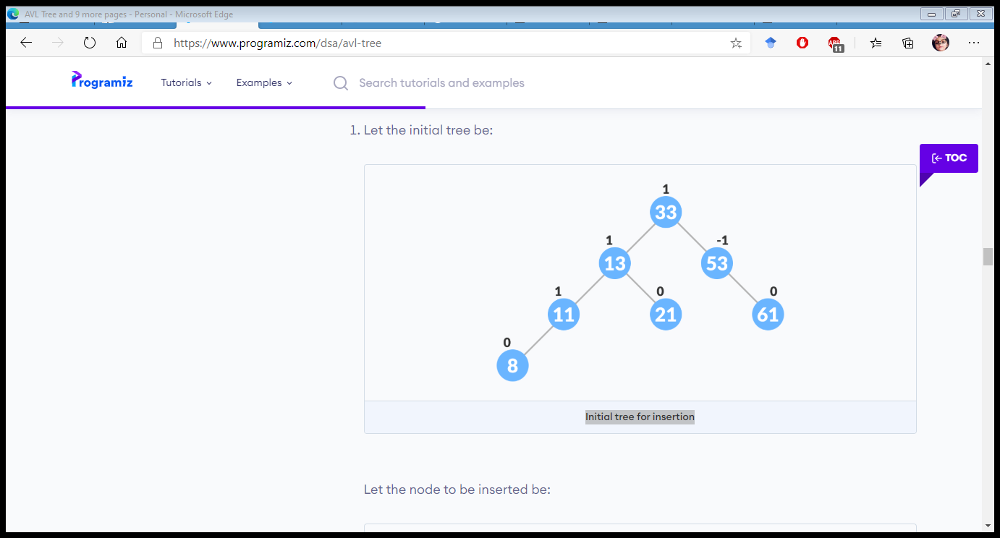 AVL Tree and 9 more pages - Personal - Microsoft Edge
https://www.programiz.com/dsa/avl-tree
11
Programiz
Tutorials
Examples
Search tutorials and examples
1. Let the initial tree be:
TOC
1
33
1
-1
13
53
1
0
0
11
21
61
0
8
Initial tree for insertion
Let the node to be inserted be: